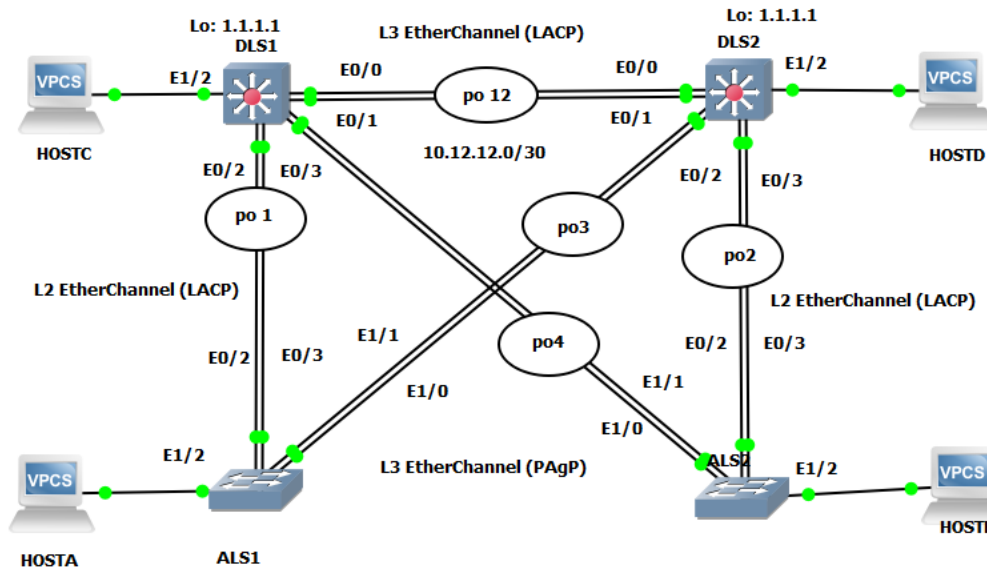 Lo: 1.1.1.1
DLS1
L3 EtherChannel (LACP)
Lo: 1.1.1.1
DLS2
VPCS
E1/2
E0/0
po 12
E0/0
E1/2
VPCS
E0/1
E0/1
HOSTC
10.12.12.0/30
HOSTD
E0/2
E0/3
E0/2
E0/3
po 1
po3
po2
L2 EtherChannel (LACP)
L2 EtherChannel (LACP)
E1/1
po4
E0/2
E0/3
E0/2
E0/3
E1/0
E1/1
E1/0
E1/2
L3 EtherChannel (PAgP)
ALS2
E1/2
VPCS
VPCS
HOSTA
ALS1